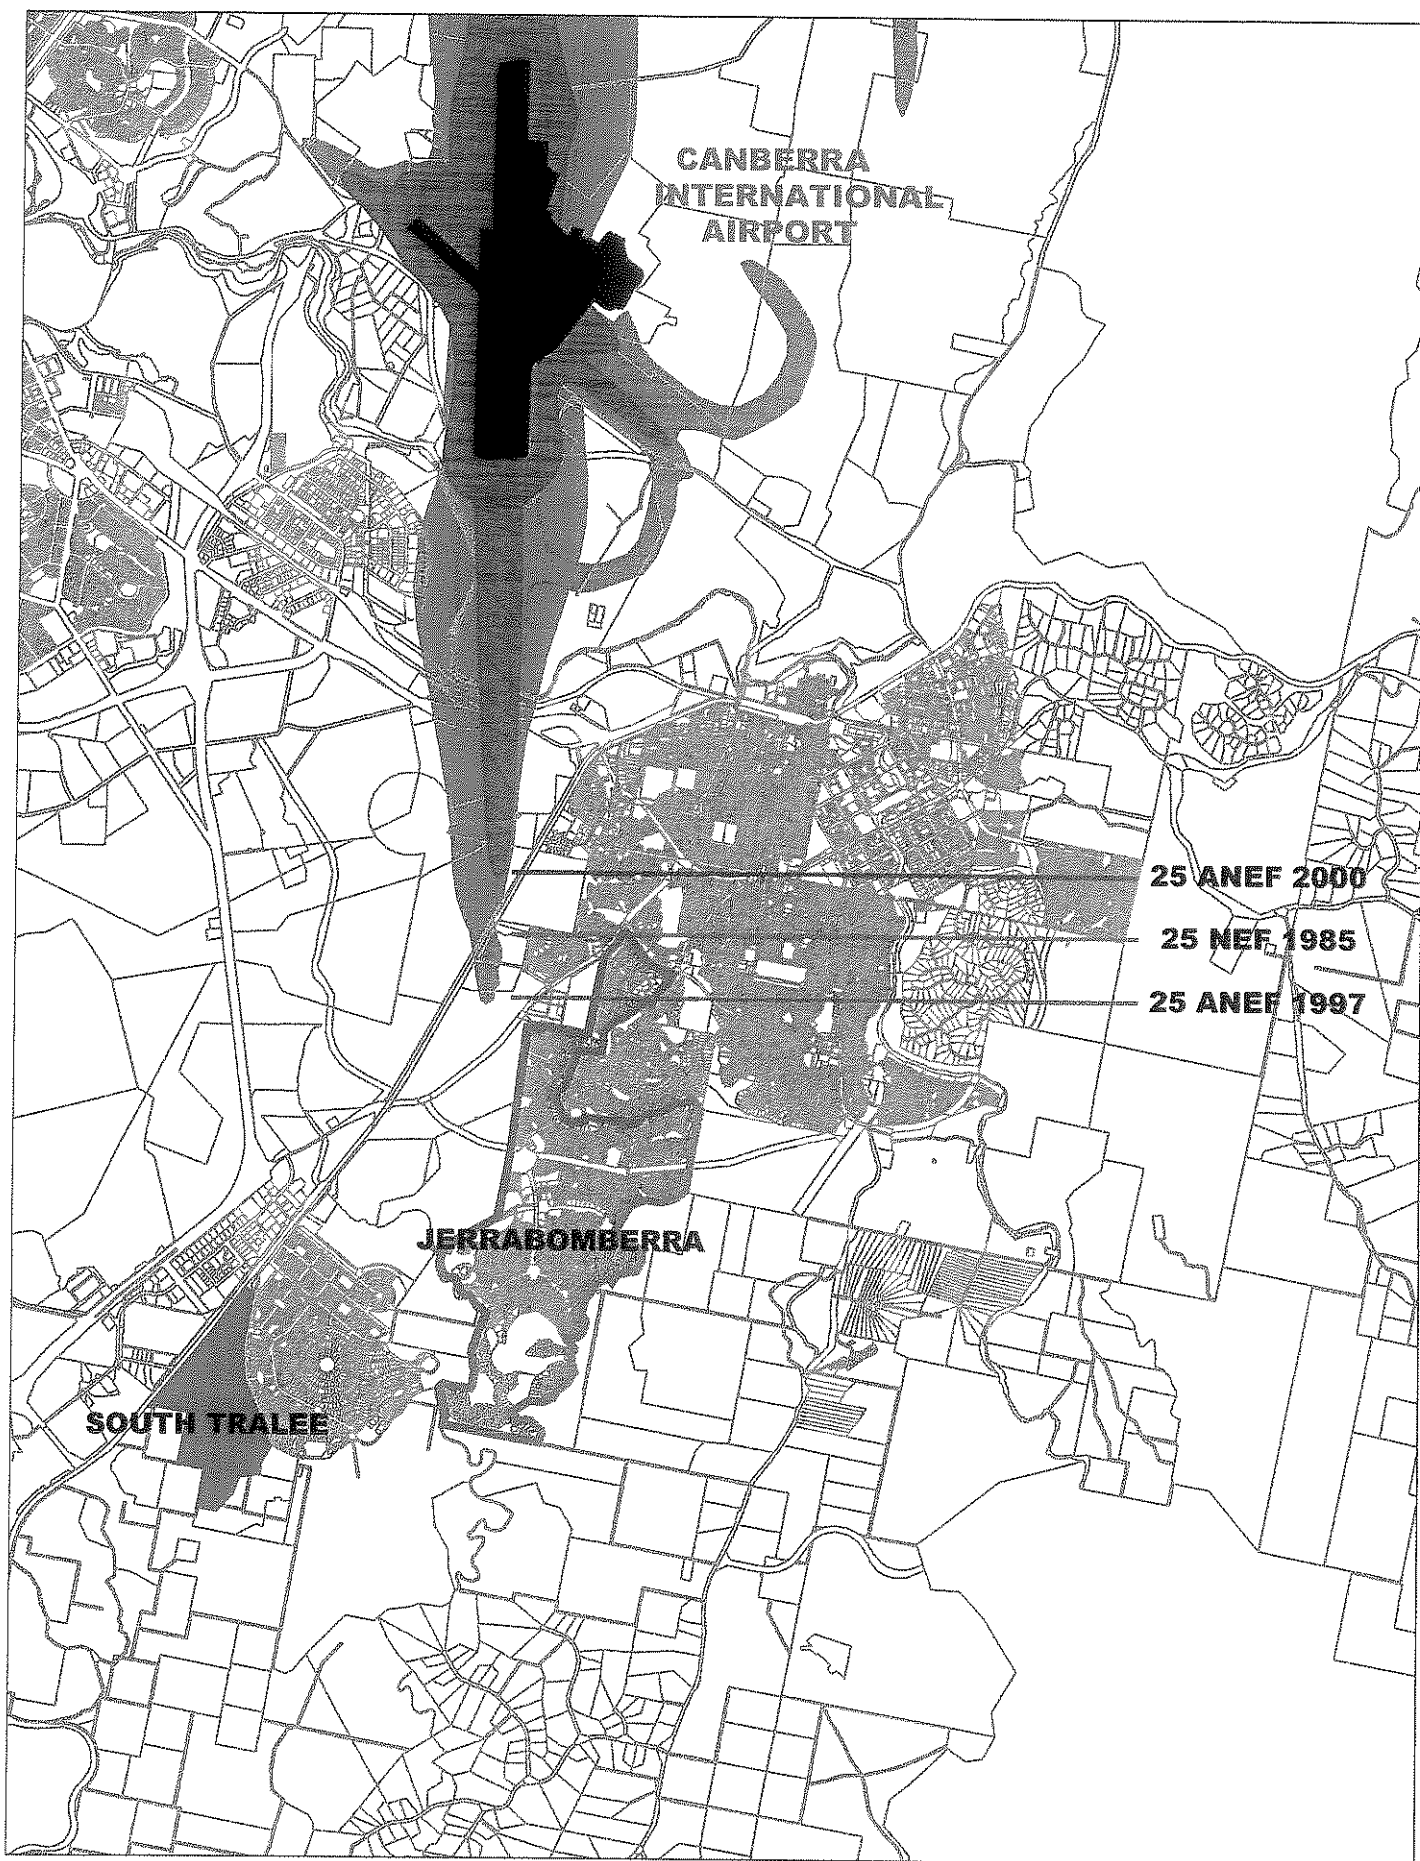 CANBERRA
INTERNATIONAL
AIRPORT
25 ANEF 2000
25 NEF 1985
25 ANEF 1997
JERRABOMBERRA
SOUTH TRALEE